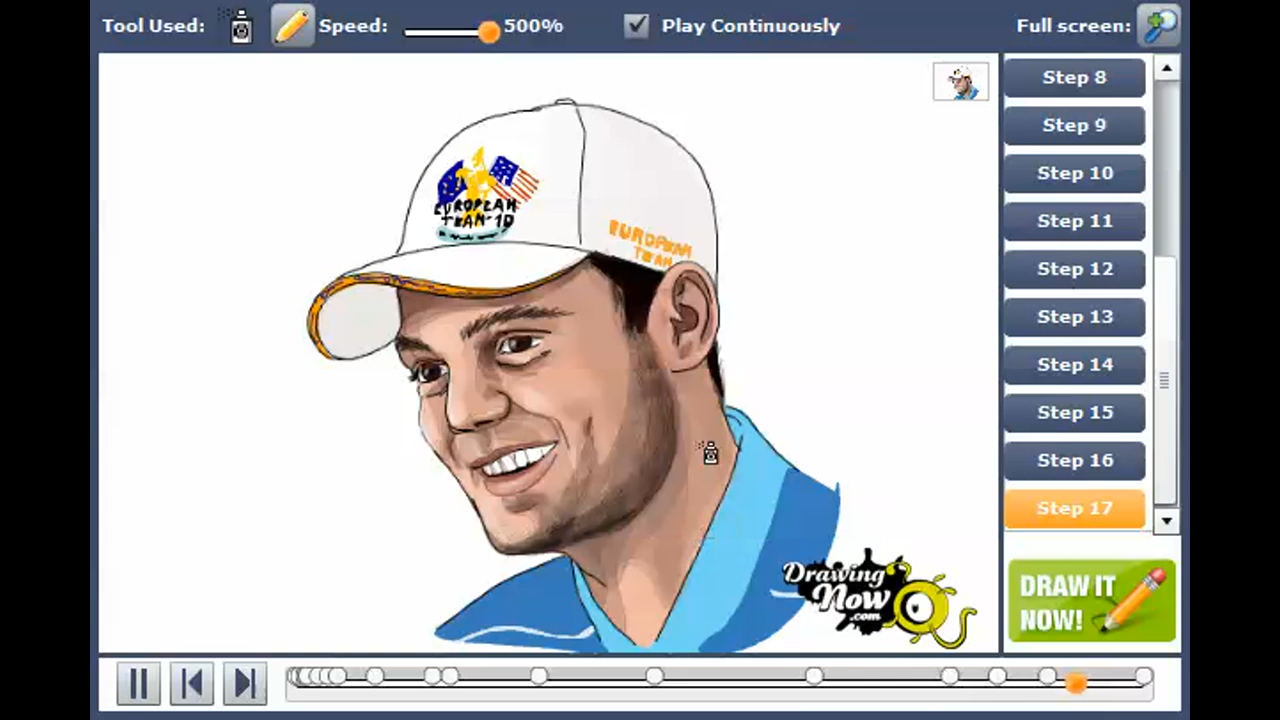 Tool Used:
Speed:
500%
Play Continuously
Full screen:
Step 8
Step 9
Step 10
Step 11
Step 12
Step 13
Step 14
Step 15
Step 16
Step 17
EUROPEAN
TEAM-10
EUROPEAN
TEAM
Drawing
Now
.com
DRAW IT
NOW!